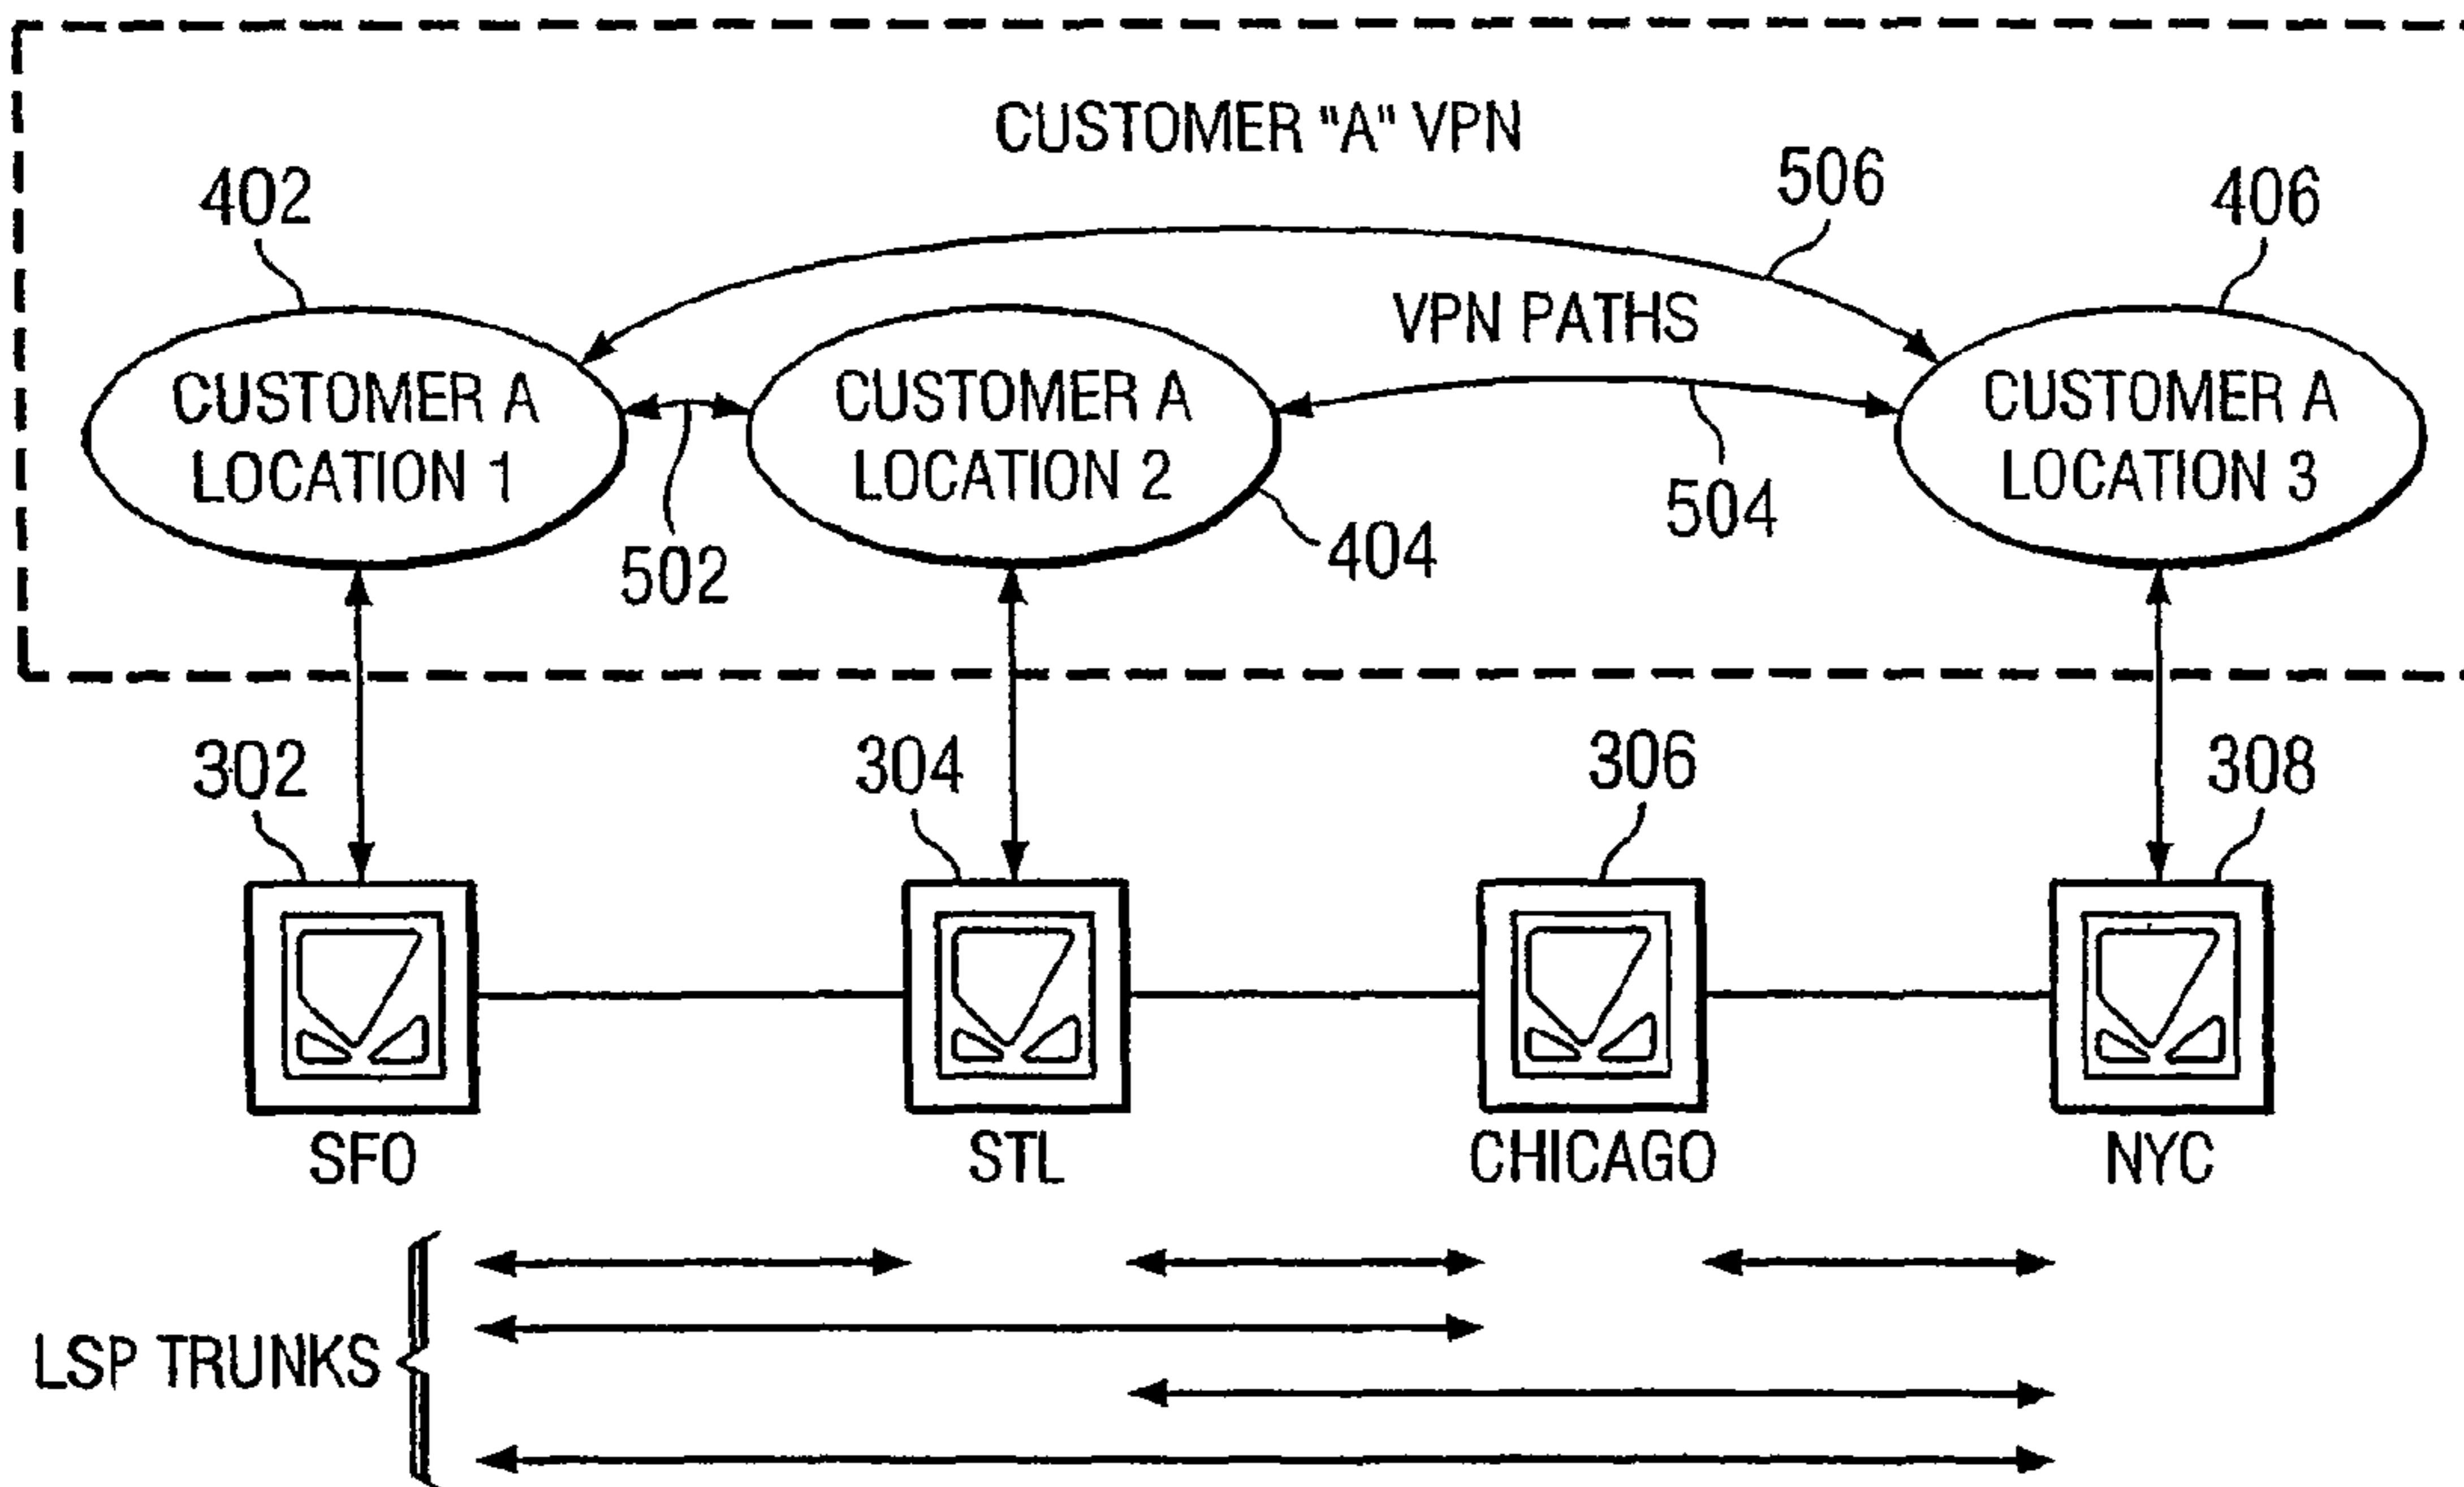 CUSTOMER "A" VPN
506
402
406
VPN PATHS
CUSTOMER A
LOCATION 1
CUSTOMER A
LOCATION 2
CUSTOMER A
LOCATION 3
502
404
504
302
304
306
308
SFO
STL
CHICAGO
NYC
LSP TRUNKS